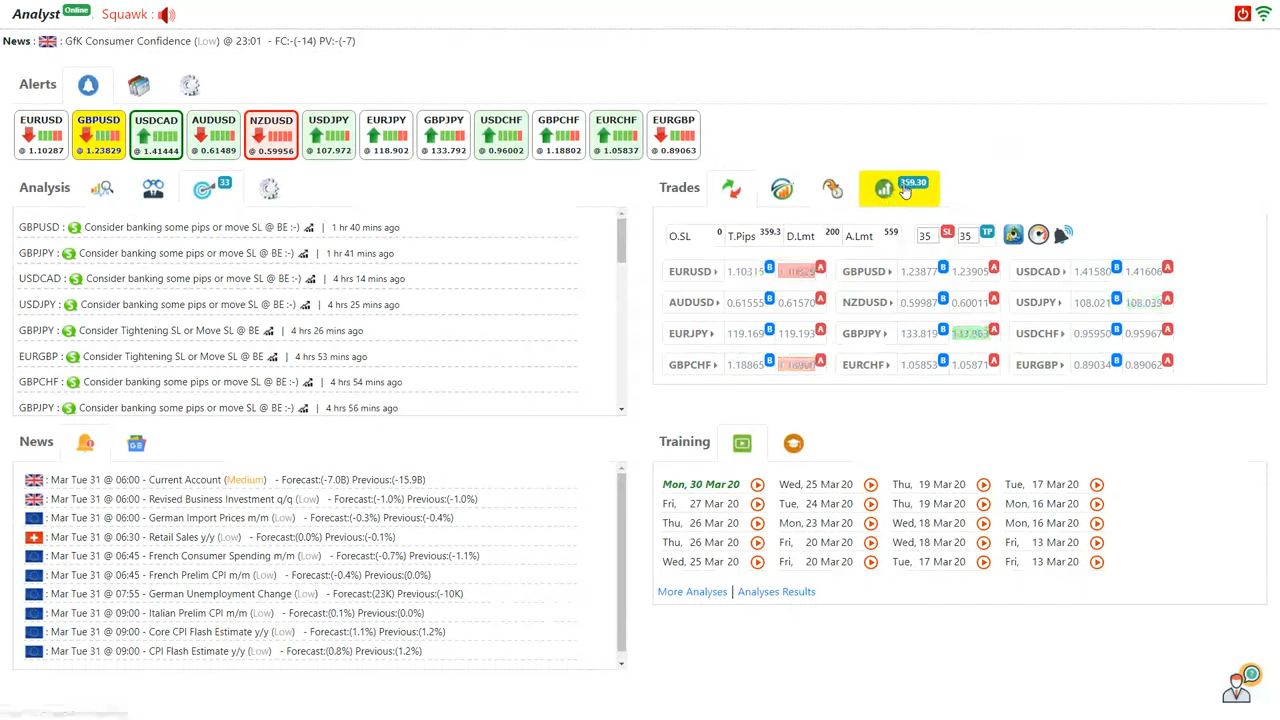 Analyst Online . Squawk :
News : : GfK Consumer Confidence (Low) @ 23:01 - FC:-(-14) PV:-(-7)
Alerts
EURUSD GBPUSD USDCAD AUDUSD NZDUSD USDJPY EURJPY GBPJPY USDCHF GBPCHF EURCHF EURGBP
@ 1.10287 @ 1.23829 @ 1.41444 @ 0.61489 @ 0.59956 @ 107.972 @ 118.902 @ 133.792 @ 0.96002 @ 1.18802 @ 1.05837 @ 0.89063
Analysis 33
GBPUSD : Consider banking some pips or move SL @ BE :-) | 1 hr 40 mins ago
GBPJPY : Consider banking some pips or move SL @ BE :-) | 1 hr 41 mins ago
USDCAD : Consider banking some pips or move SL @ BE :-) | 4 hrs 14 mins ago
USDJPY : Consider banking some pips or move SL @ BE :-) | 4 hrs 25 mins ago
GBPJPY : Consider Tightening SL or Move SL @ BE | 4 hrs 26 mins ago
EURGBP : Consider Tightening SL or Move SL @ BE | 4 hrs 53 mins ago
GBPCHF : Consider banking some pips or move SL @ BE :-) | 4 hrs 54 mins ago
GBPJPY : Consider banking some pips or move SL @ BE :-) | 4 hrs 56 mins ago
Trades 359.30
O.SL 0 T.Pips 359.3 D.Lmt 200 A.Lmt 559 35 SL 35 TP
EURUSD 1.10315 B A GBPUSD 1.23877 B 1.23905 A USDCAD 1.41580 B 1.41606 A
AUDUSD 0.61555 B 0.61570 A NZDUSD 0.59987 B 0.60011 A USDJPY 108.021 B A
EURJPY 119.169 B 119.193 A GBPJPY 133.819 B A USDCHF 0.95950 B 0.95967 A
GBPCHF 1.18865 B A EURCHF 1.05853 B 1.05871 A EURGBP 0.89034 B 0.89062 A
News
: Mar Tue 31 @ 06:00 - Current Account (Medium) - Forecast:(-7.0B) Previous:(-15.9B)
: Mar Tue 31 @ 06:00 - Revised Business Investment q/q (Low) - Forecast:(-1.0%) Previous:(-1.0%)
: Mar Tue 31 @ 06:00 - German Import Prices m/m (Low) - Forecast:(-0.3%) Previous:(-0.4%)
: Mar Tue 31 @ 06:30 - Retail Sales y/y (Low) - Forecast:(0.0%) Previous:(-0.1%)
: Mar Tue 31 @ 06:45 - French Consumer Spending m/m (Low) - Forecast:(-0.7%) Previous:(-1.1%)
: Mar Tue 31 @ 06:45 - French Prelim CPI m/m (Low) - Forecast:(-0.4%) Previous:(0.0%)
: Mar Tue 31 @ 07:55 - German Unemployment Change (Low) - Forecast:(23K) Previous:(-10K)
: Mar Tue 31 @ 09:00 - Italian Prelim CPI m/m (Low) - Forecast:(0.1%) Previous:(0.0%)
: Mar Tue 31 @ 09:00 - Core CPI Flash Estimate y/y (Low) - Forecast:(1.1%) Previous:(1.2%)
: Mar Tue 31 @ 09:00 - CPI Flash Estimate y/y (Low) - Forecast:(0.8%) Previous:(1.2%)
Training
Mon, 30 Mar 20 Wed, 25 Mar 20 Thu, 19 Mar 20 Tue, 17 Mar 20
Fri, 27 Mar 20 Tue, 24 Mar 20 Thu, 19 Mar 20 Mon, 16 Mar 20
Thu, 26 Mar 20 Mon, 23 Mar 20 Wed, 18 Mar 20 Mon, 16 Mar 20
Thu, 26 Mar 20 Fri, 20 Mar 20 Wed, 18 Mar 20 Fri, 13 Mar 20
Wed, 25 Mar 20 Fri, 20 Mar 20 Tue, 17 Mar 20 Fri, 13 Mar 20
More Analyses | Analyses Results